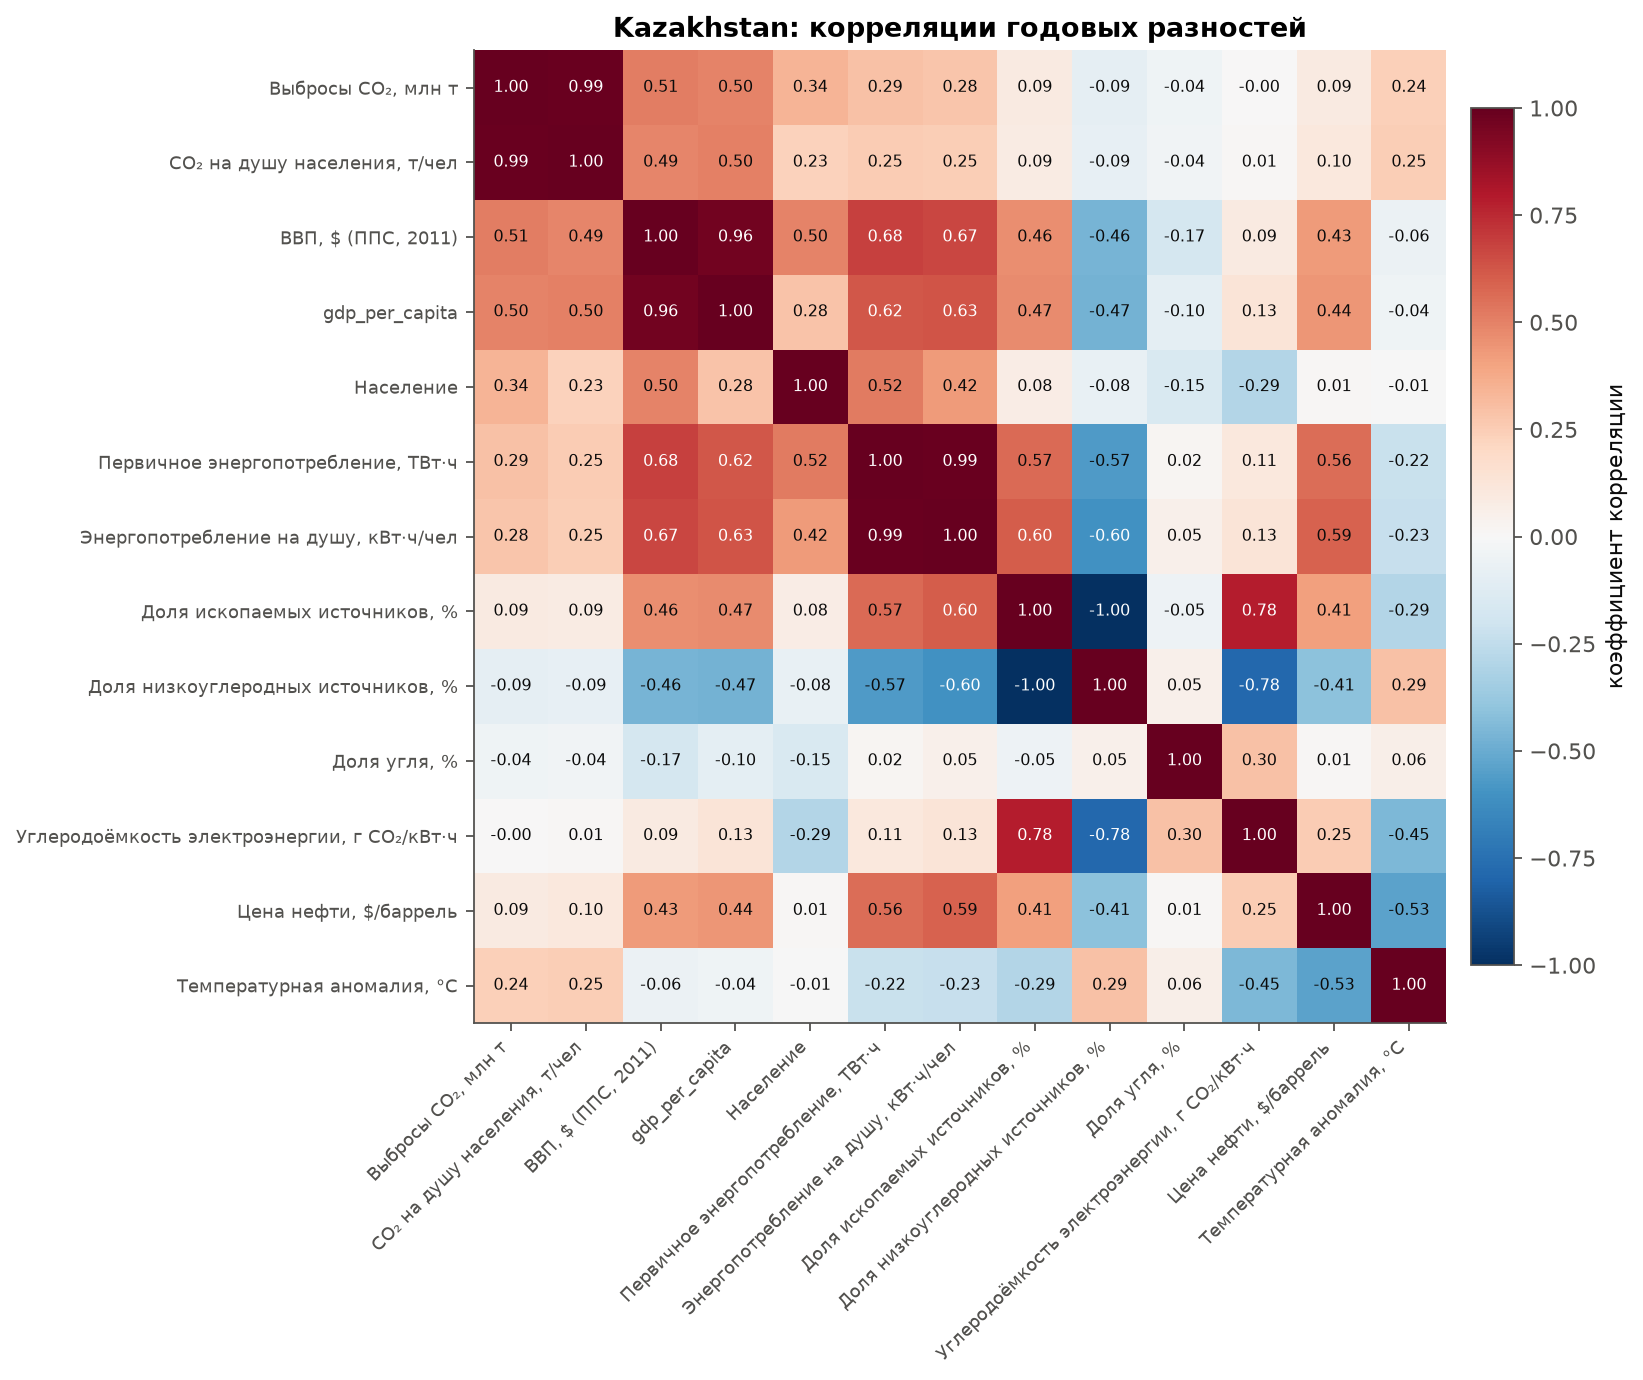 Kazakhstan: корреляции годовых разностей
Выбросы CO₂, млн т 1.00 0.99 0.51 0.50 0.34 0.29 0.28 0.09 -0.09 -0.04 -0.00 0.09 0.24
CO₂ на душу населения, т/чел 0.99 1.00 0.49 0.50 0.23 0.25 0.25 0.09 -0.09 -0.04 0.01 0.10 0.25
ВВП, $ (ППС, 2011) 0.51 0.49 1.00 0.96 0.50 0.68 0.67 0.46 -0.46 -0.17 0.09 0.43 -0.06
gdp_per_capita 0.50 0.50 0.96 1.00 0.28 0.62 0.63 0.47 -0.47 -0.10 0.13 0.44 -0.04
Население 0.34 0.23 0.50 0.28 1.00 0.52 0.42 0.08 -0.08 -0.15 -0.29 0.01 -0.01
Первичное энергопотребление, ТВт·ч 0.29 0.25 0.68 0.62 0.52 1.00 0.99 0.57 -0.57 0.02 0.11 0.56 -0.22
Энергопотребление на душу, кВт·ч/чел 0.28 0.25 0.67 0.63 0.42 0.99 1.00 0.60 -0.60 0.05 0.13 0.59 -0.23
Доля ископаемых источников, % 0.09 0.09 0.46 0.47 0.08 0.57 0.60 1.00 -1.00 -0.05 0.78 0.41 -0.29
Доля низкоуглеродных источников, % -0.09 -0.09 -0.46 -0.47 -0.08 -0.57 -0.60 -1.00 1.00 0.05 -0.78 -0.41 0.29
Доля угля, % -0.04 -0.04 -0.17 -0.10 -0.15 0.02 0.05 -0.05 0.05 1.00 0.30 0.01 0.06
Углеродоёмкость электроэнергии, г CO₂/кВт·ч -0.00 0.01 0.09 0.13 -0.29 0.11 0.13 0.78 -0.78 0.30 1.00 0.25 -0.45
Цена нефти, $/баррель 0.09 0.10 0.43 0.44 0.01 0.56 0.59 0.41 -0.41 0.01 0.25 1.00 -0.53
Температурная аномалия, °C 0.24 0.25 -0.06 -0.04 -0.01 -0.22 -0.23 -0.29 0.29 0.06 -0.45 -0.53 1.00
Выбросы CO₂, млн т
CO₂ на душу населения, т/чел
ВВП, $ (ППС, 2011)
gdp_per_capita
Население
Первичное энергопотребление, ТВт·ч
Энергопотребление на душу, кВт·ч/чел
Доля ископаемых источников, %
Доля низкоуглеродных источников, %
Доля угля, %
Углеродоёмкость электроэнергии, г CO₂/кВт·ч
Цена нефти, $/баррель
Температурная аномалия, °C
1.00
0.75
0.50
0.25
0.00
−0.25
−0.50
−0.75
−1.00
коэффициент корреляции